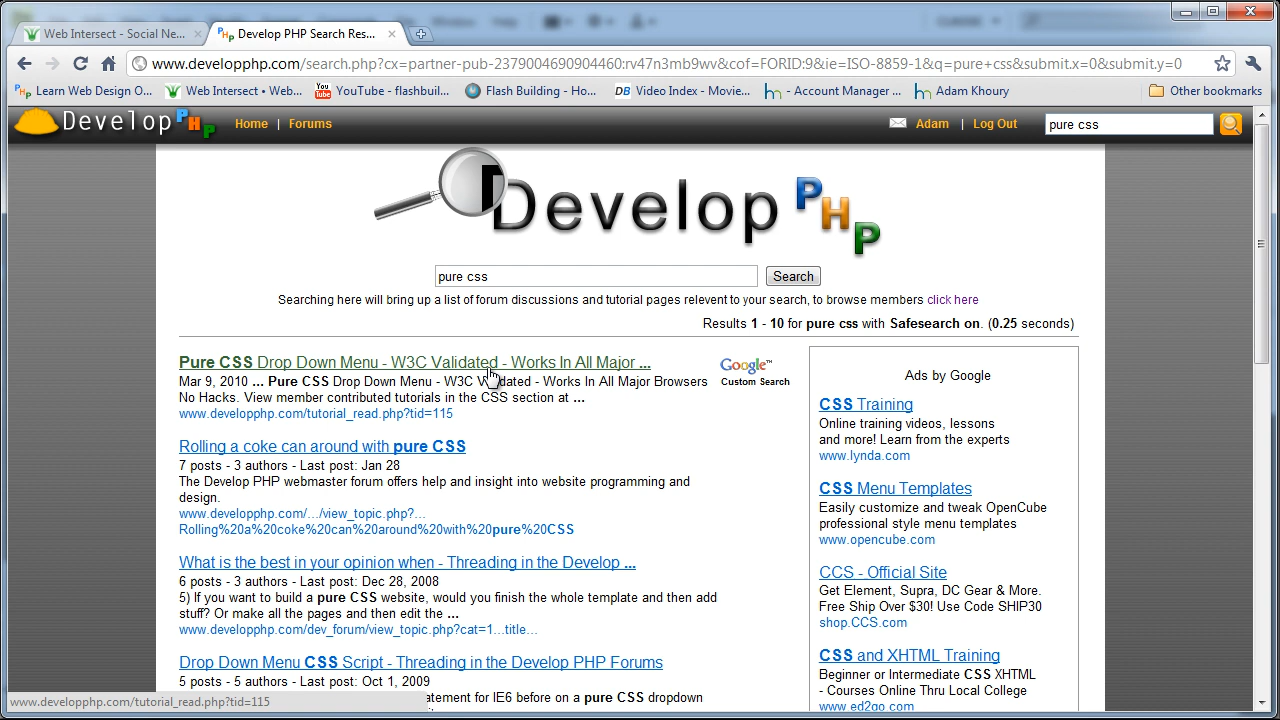 Web Intersect - Social Ne...
Develop PHP Search Res...
www.developphp.com/search.php?cx=partner-pub-2379004690904460:rv47n3mb9wv&cof=FORID:9&ie=ISO-8859-1&q=pure+css&submit.x=0&submit.y=0
Learn Web Design O...
Web Intersect • Web...
YouTube - flashbuil...
Flash Building - Ho...
Video Index - Movie...
- Account Manager ...
Adam Khoury
Other bookmarks
Develop PHP
Home | Forums
Adam | Log Out
pure css
Develop PHP
pure css
Search
Searching here will bring up a list of forum discussions and tutorial pages relevent to your search, to browse members click here
Results 1 - 10 for pure css with Safesearch on. (0.25 seconds)
Pure CSS Drop Down Menu - W3C Validated - Works In All Major ...
Mar 9, 2010 ... Pure CSS Drop Down Menu - W3C Validated - Works In All Major Browsers
No Hacks. View member contributed tutorials in the CSS section at ...
www.developphp.com/tutorial_read.php?tid=115
Google™
Custom Search
Rolling a coke can around with pure CSS
7 posts - 3 authors - Last post: Jan 28
The Develop PHP webmaster forum offers help and insight into website programming and
design.
www.developphp.com/.../view_topic.php?...
Rolling%20a%20coke%20can%20around%20with%20pure%20CSS
What is the best in your opinion when - Threading in the Develop ...
6 posts - 3 authors - Last post: Dec 28, 2008
5) If you want to build a pure CSS website, would you finish the whole template and then add
stuff? Or make all the pages and then edit the ...
www.developphp.com/dev_forum/view_topic.php?cat=1...title...
Drop Down Menu CSS Script - Threading in the Develop PHP Forums
5 posts - 5 authors - Last post: Oct 1, 2009
atement for IE6 before on a pure CSS dropdown
Ads by Google
CSS Training
Online training videos, lessons
and more! Learn from the experts
www.lynda.com
CSS Menu Templates
Easily customize and tweak OpenCube
professional style menu templates
www.opencube.com
CCS - Official Site
Get Element, Supra, DC Gear & More.
Free Ship Over $30! Use Code SHIP30
shop.CCS.com
CSS and XHTML Training
Beginner or Intermediate CSS XHTML
- Courses Online Thru Local College
www.ed2go.com
www.developphp.com/tutorial_read.php?tid=115